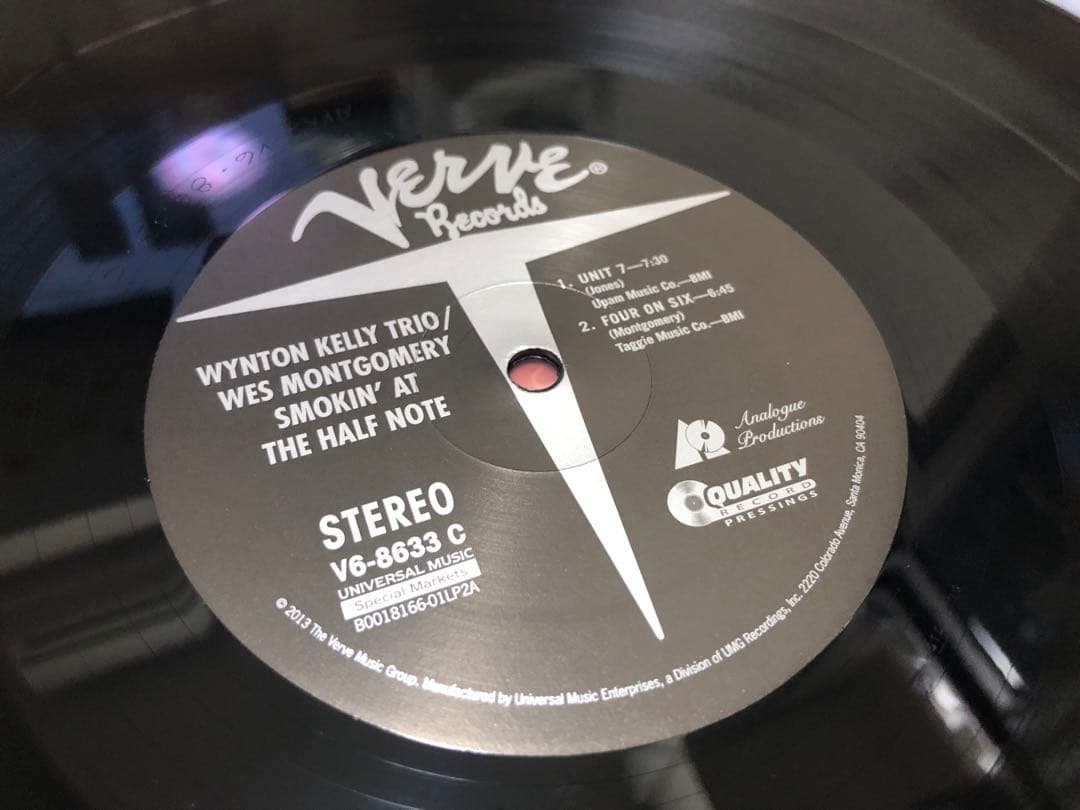 Verve®
Records
1. UNIT 7—7:30
(Jones)
Upam Music Co.—BMI
2. FOUR ON SIX—6:45
(Montgomery)
Taggie Music Co.—BMI
WYNTON KELLY TRIO/
WES MONTGOMERY
SMOKIN' AT
THE HALF NOTE
Analogue
Productions
QUALITY
RECORD
PRESSINGS
STEREO
V6-8633 C
UNIVERSAL MUSIC
Special Markets
B0018166-01LP2A
© 2013 The Verve Music Group. Manufactured by Universal Music Enterprises, a Division of UMG Recordings, Inc. 2220 Colorado Avenue, Santa Monica, CA 90404